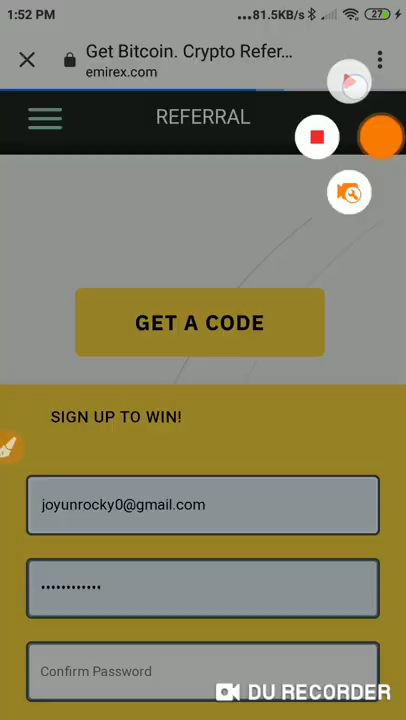 1:52 PM
...81.5KB/s
27
Get Bitcoin. Crypto Refer...
emirex.com
REFERRAL
GET A CODE
SIGN UP TO WIN!
joyunrocky0@gmail.com
••••••••••••
Confirm Password
DU RECORDER